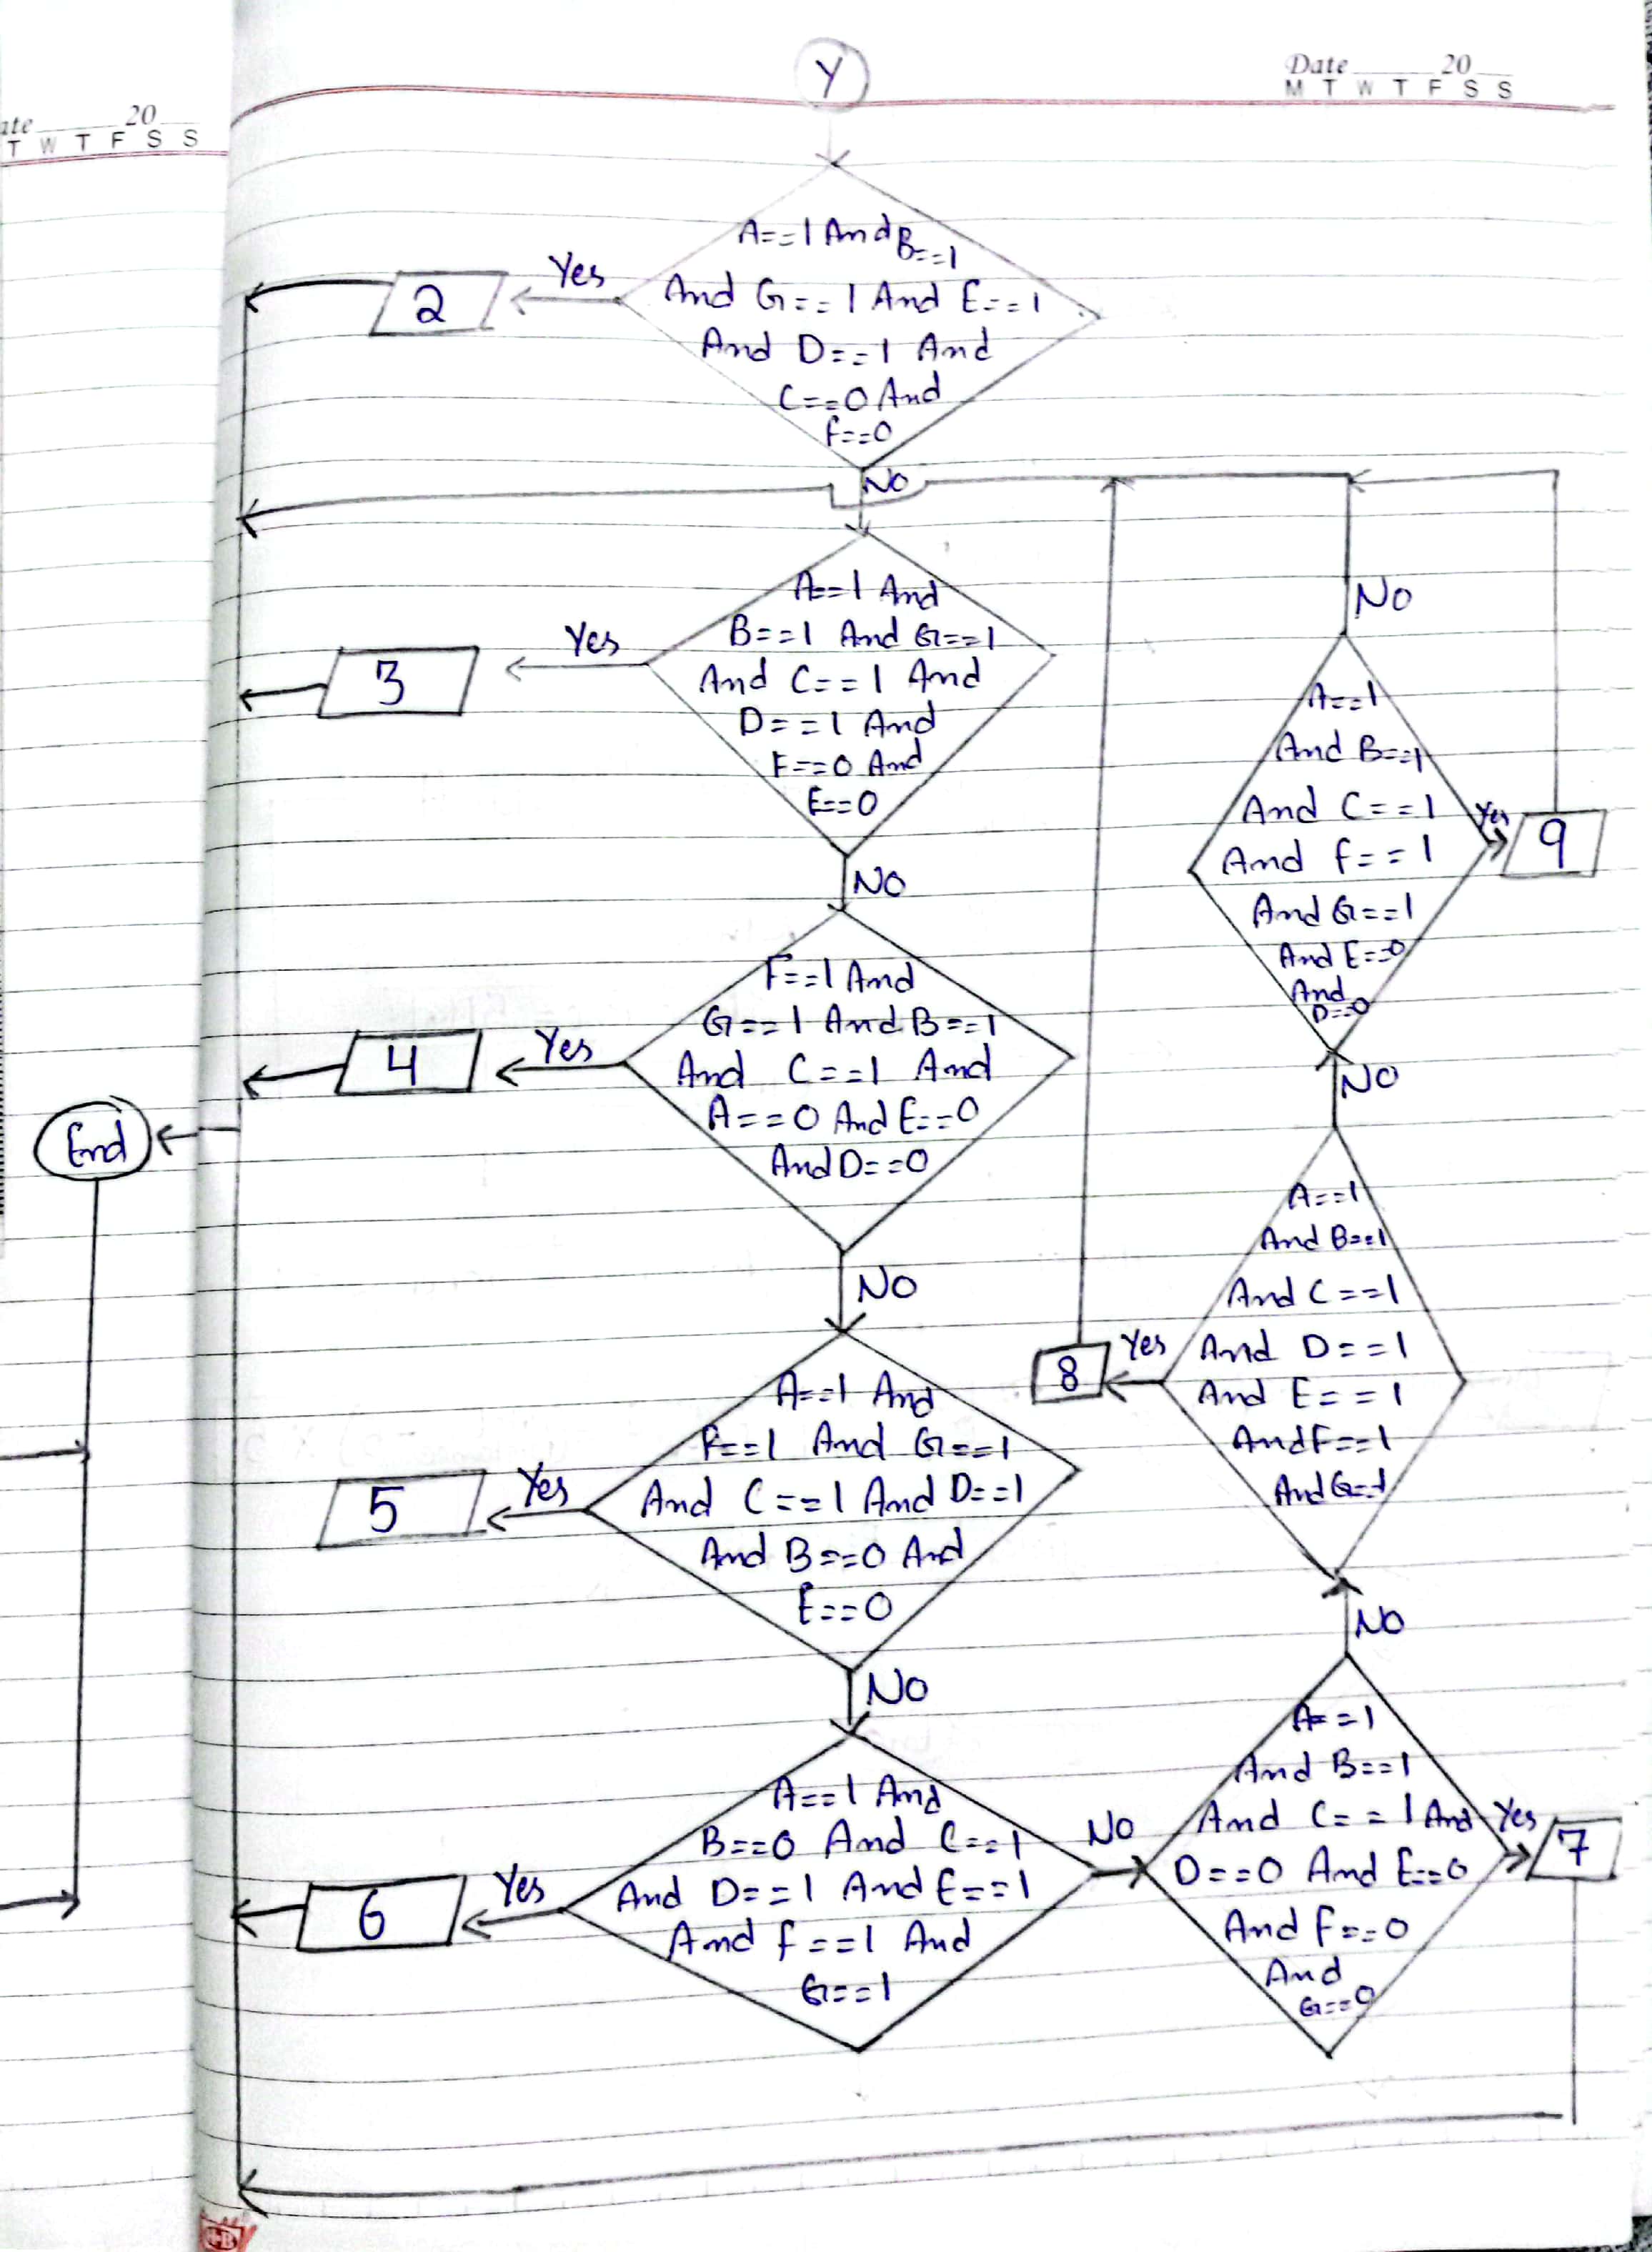 Y
Date 20
M T W T F S S
ate 20
T W T F S S
A==1 And B==1
And G==1 And E==1
And D==1 And
C==0 And
F==0
Yes
2
No
A==1 And
B==1 And G==1
And C==1 And
D==1 And
F==0 And
E==0
Yes
3
No
F==1 And
G==1 And B==1
And C==1 And
A==0 And E==0
And D==0
Yes
4
End
No
A==1 And
F==1 And G==1
And C==1 And D==1
And B==0 And
E==0
Yes
5
No
A==1 And
B==0 And C==1
And D==1 And E==1
And F==1 And
G==1
Yes
6
No
A==1
And B==1
And C==1 And
D==0 And E==0
And F==0
And
G==0
Yes
7
No
A==1
And B==1
And C==1
And D==1
And E==1
And F==1
And G==1
Yes
8
No
A==1
And B==1
And C==1
And F==1
And G==1
And E==0
And
D==0
Yes
9
No